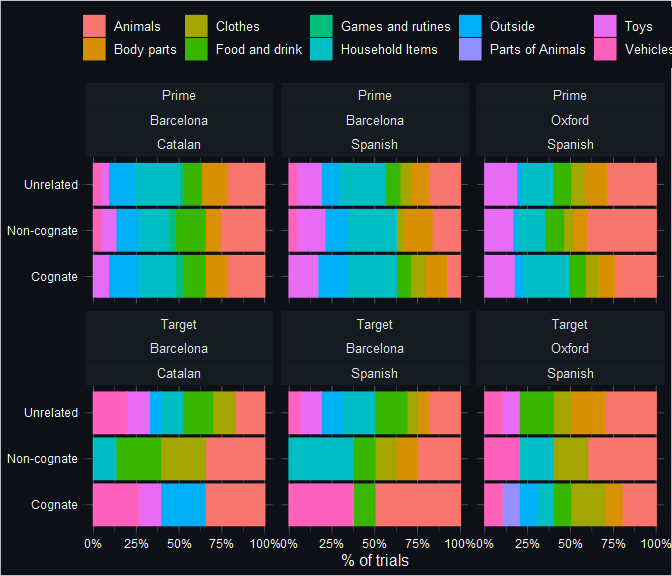 Animals Clothes Games and rutines Outside Toys
Body parts Food and drink Household Items Parts of Animals Vehicles
Prime Prime Prime
Barcelona Barcelona Oxford
Catalan Spanish Spanish
Unrelated
Non-cognate
Cognate
Target Target Target
Barcelona Barcelona Oxford
Catalan Spanish Spanish
Unrelated
Non-cognate
Cognate
0% 25% 50% 75% 100% 0% 25% 50% 75% 100% 0% 25% 50% 75% 100%
% of trials